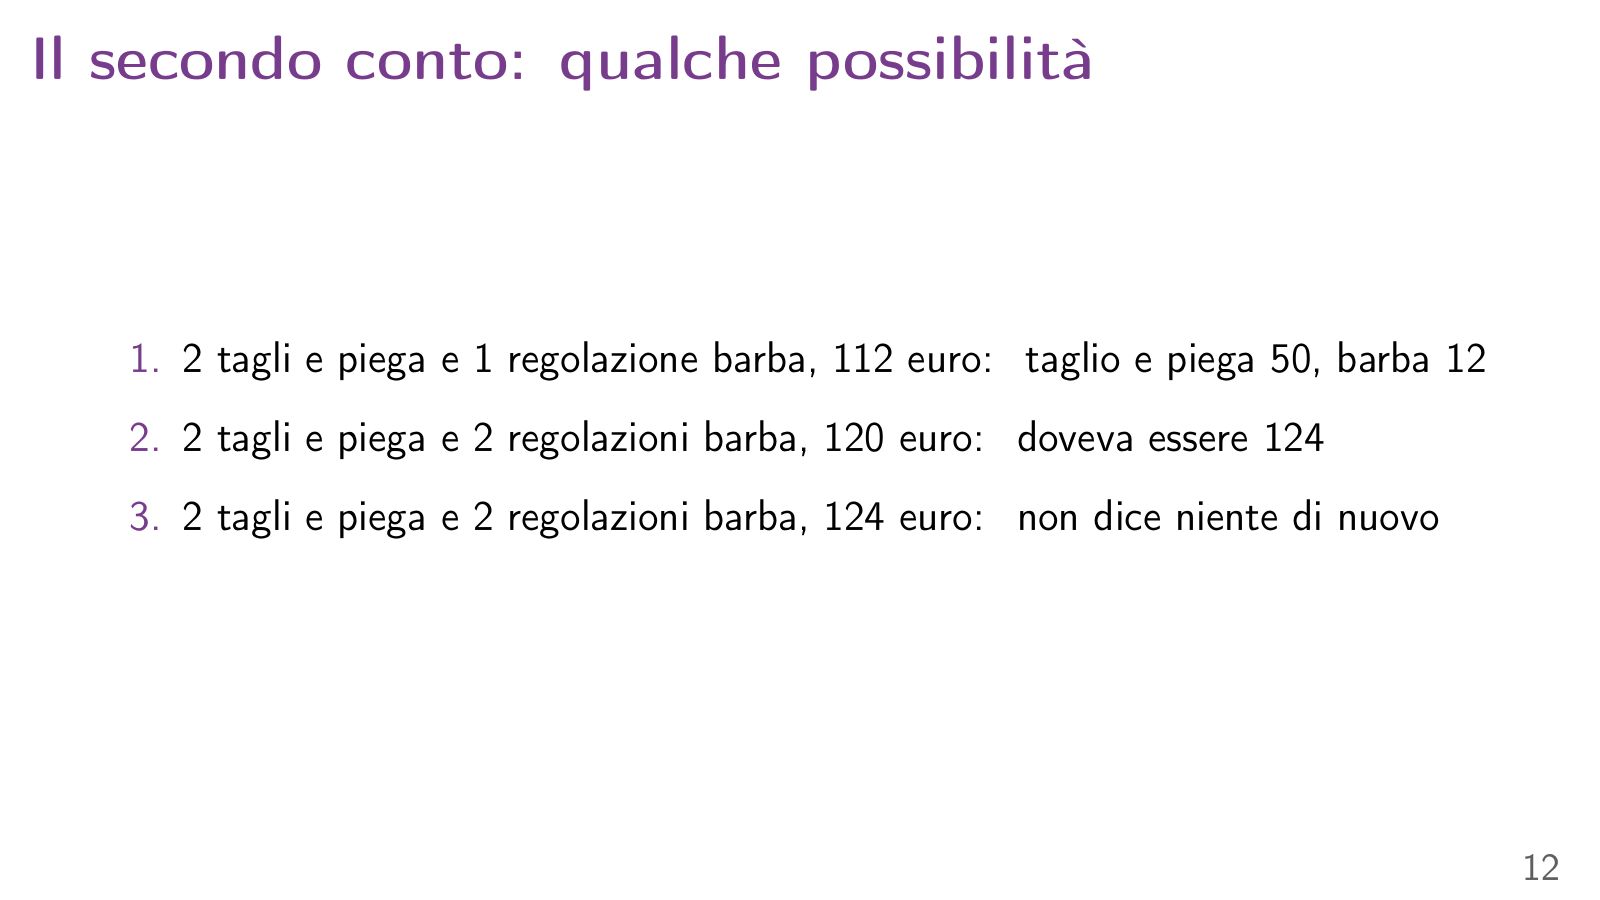 Il secondo conto: qualche possibilità
1. 2 tagli e piega e 1 regolazione barba, 112 euro: taglio e piega 50, barba 12
2. 2 tagli e piega e 2 regolazioni barba, 120 euro: doveva essere 124
3. 2 tagli e piega e 2 regolazioni barba, 124 euro: non dice niente di nuovo
12